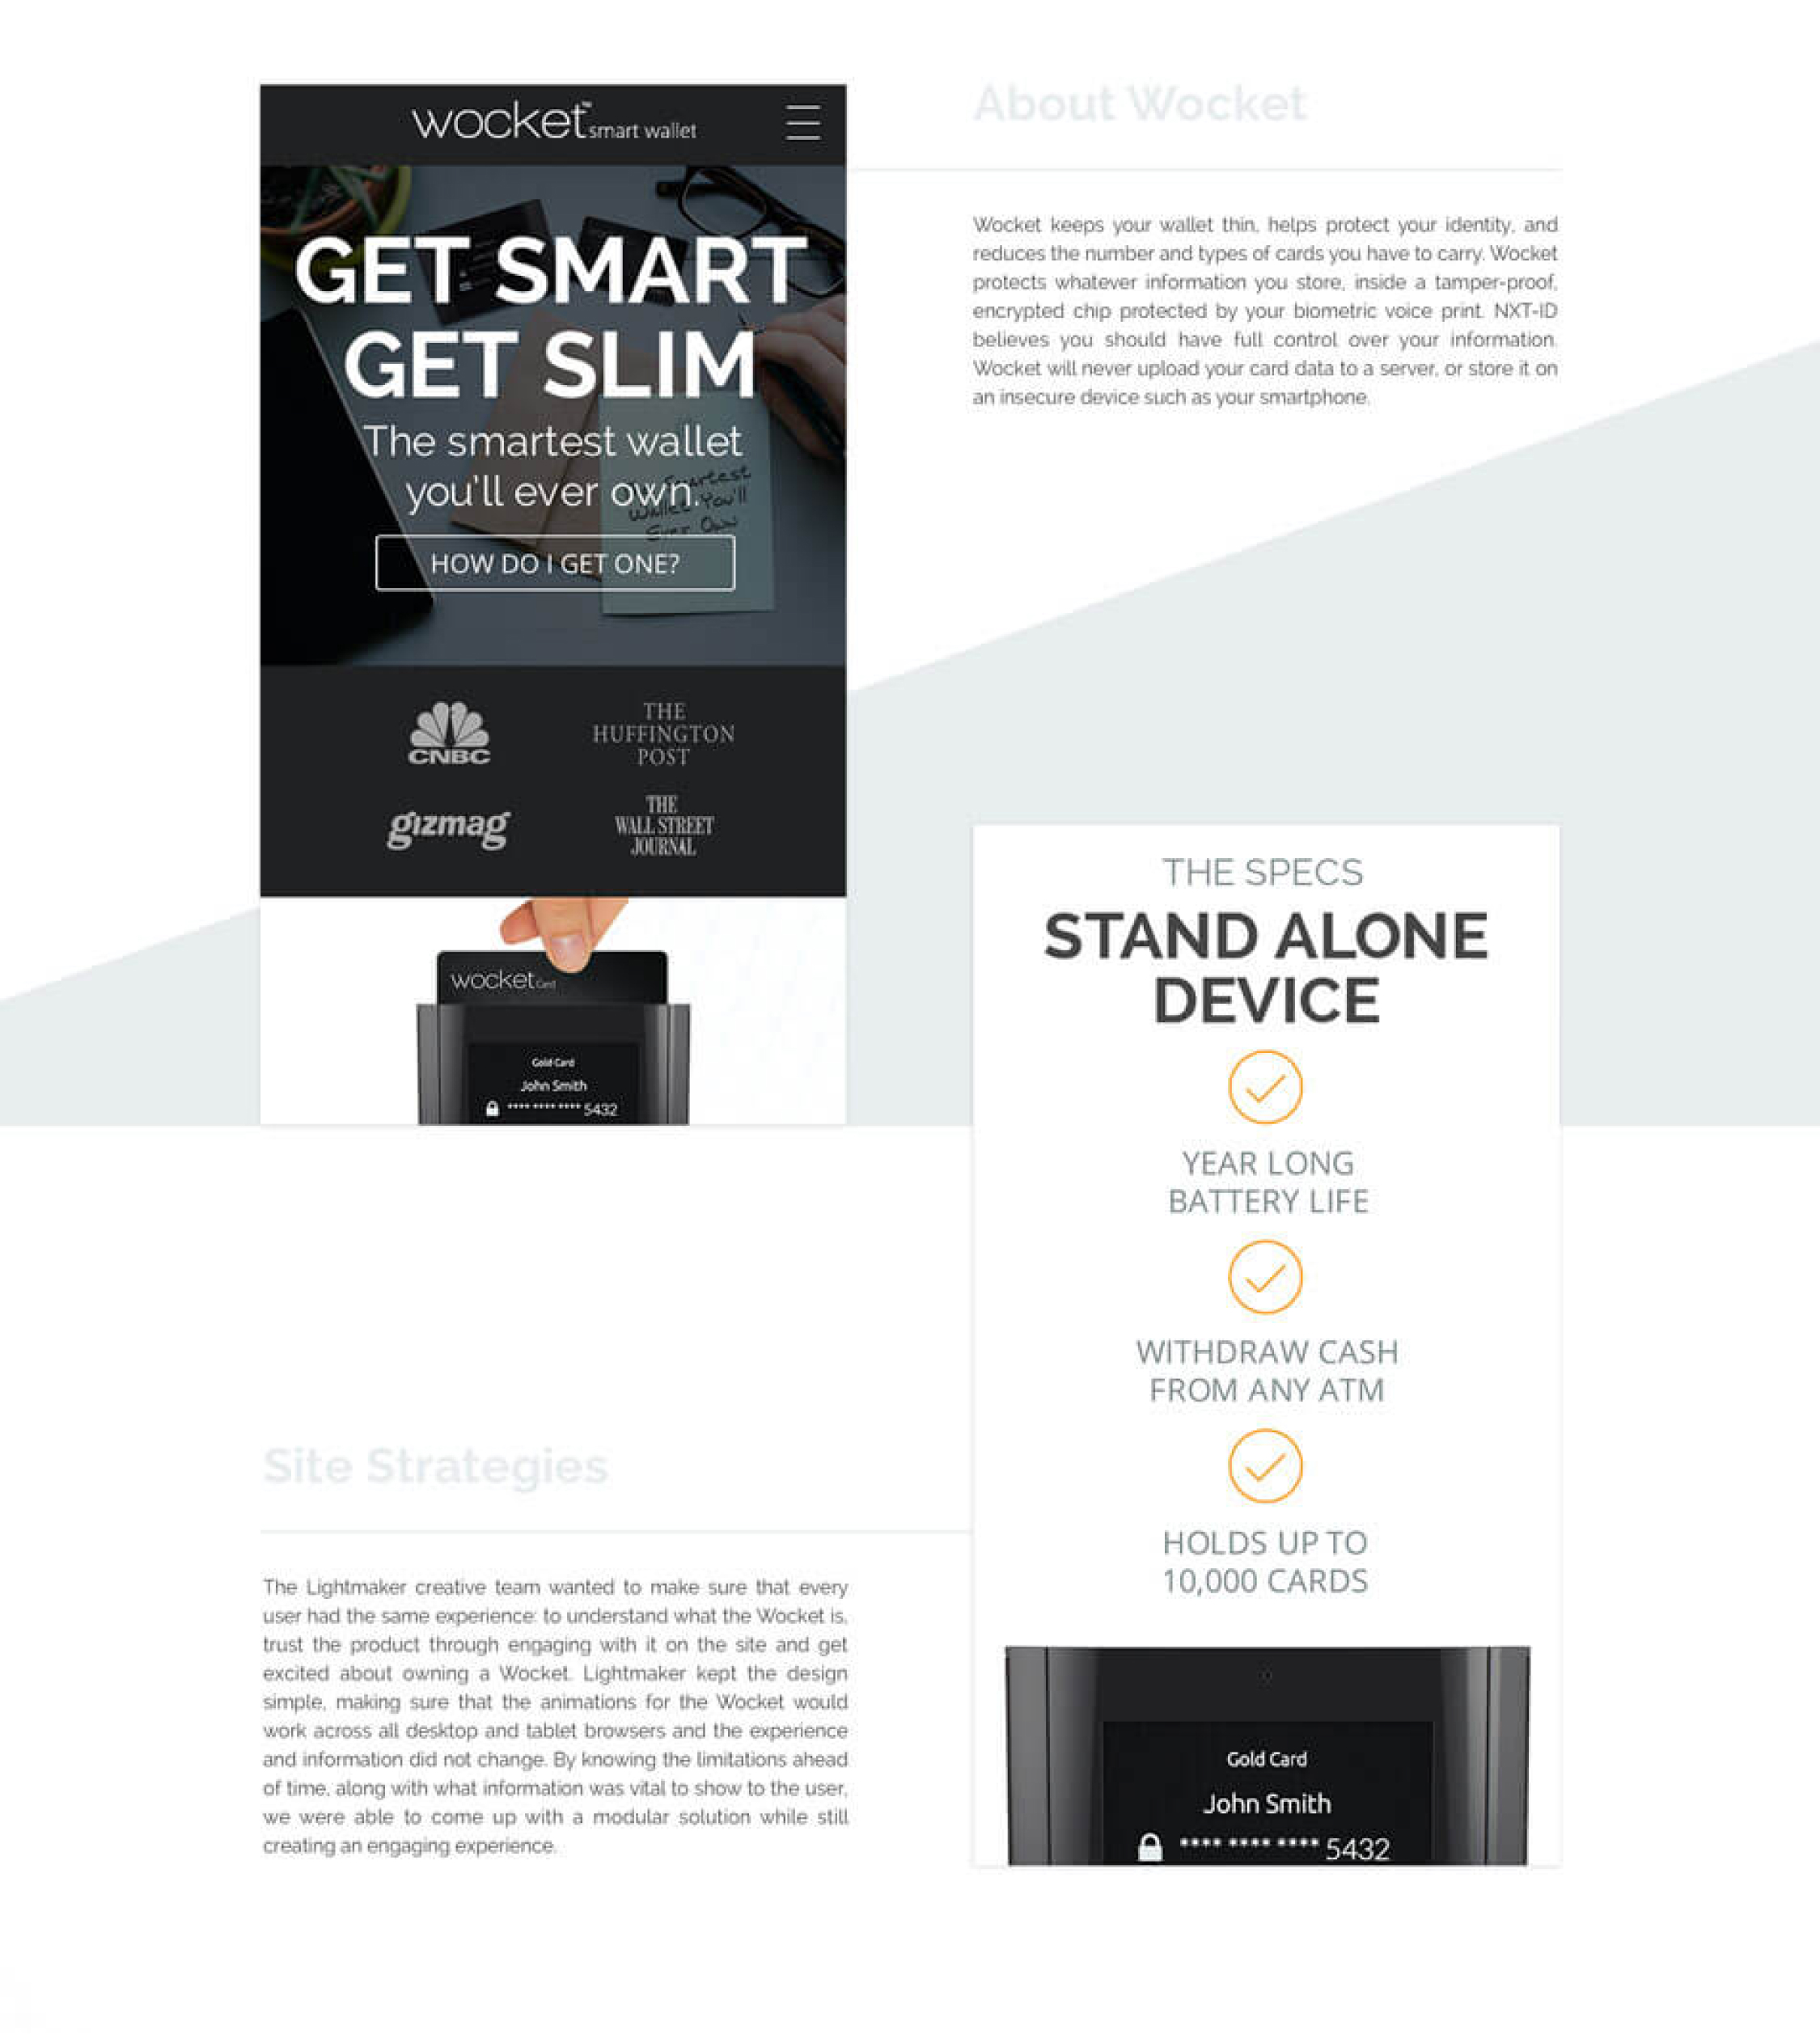 wocket™ smart wallet
GET SMART
GET SLIM
The smartest wallet
you'll ever own.
Smartest
Wallet You'll
Ever Own
HOW DO I GET ONE?
CNBC
THE
HUFFINGTON
POST
gizmag
THE
WALL STREET
JOURNAL
wocket Card
Gold Card
John Smith
**** **** **** 5432
About Wocket
Wocket keeps your wallet thin, helps protect your identity, and
reduces the number and types of cards you have to carry. Wocket
protects whatever information you store, inside a tamper-proof,
encrypted chip protected by your biometric voice print. NXT-ID
believes you should have full control over your information.
Wocket will never upload your card data to a server, or store it on
an insecure device such as your smartphone.
THE SPECS
STAND ALONE
DEVICE
YEAR LONG
BATTERY LIFE
WITHDRAW CASH
FROM ANY ATM
HOLDS UP TO
10,000 CARDS
Gold Card
John Smith
**** **** **** 5432
Site Strategies
The Lightmaker creative team wanted to make sure that every
user had the same experience: to understand what the Wocket is,
trust the product through engaging with it on the site and get
excited about owning a Wocket. Lightmaker kept the design
simple, making sure that the animations for the Wocket would
work across all desktop and tablet browsers and the experience
and information did not change. By knowing the limitations ahead
of time, along with what information was vital to show to the user,
we were able to come up with a modular solution while still
creating an engaging experience.